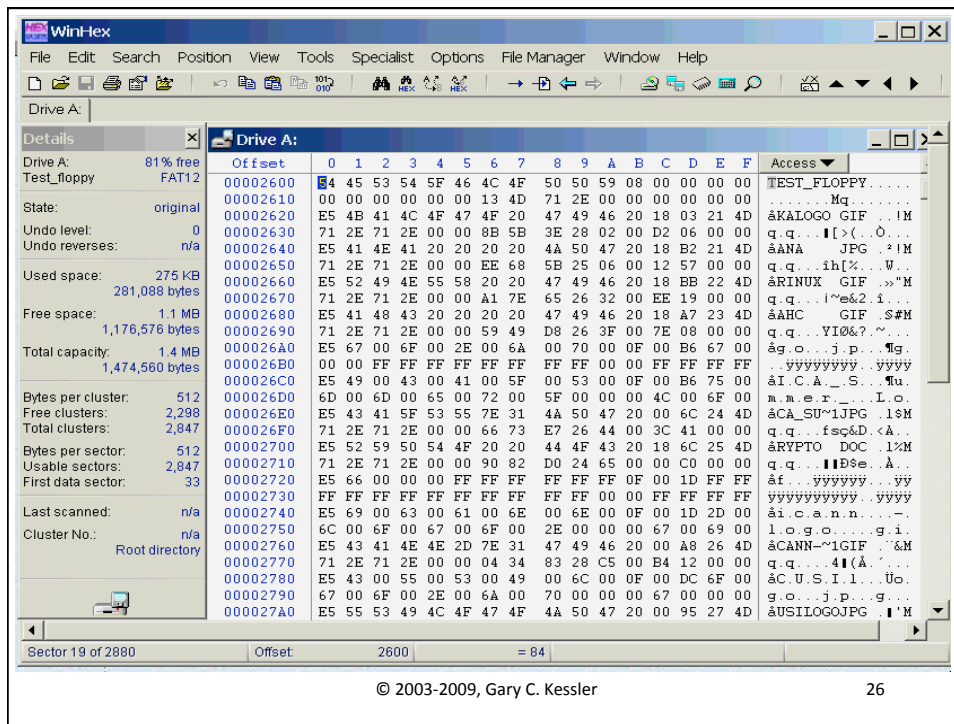 WinHex
File Edit Search Position View Tools Specialist Options File Manager Window Help
Drive A:
Details
Drive A: 81% free
Test_floppy FAT12
State: original
Undo level: 0
Undo reverses: n/a
Used space: 275 KB
281,088 bytes
Free space: 1.1 MB
1,176,576 bytes
Total capacity: 1.4 MB
1,474,560 bytes
Bytes per cluster: 512
Free clusters: 2,298
Total clusters: 2,847
Bytes per sector: 512
Usable sectors: 2,847
First data sector: 33
Last scanned: n/a
Cluster No.: n/a
Root directory
Drive A:
Offset 0 1 2 3 4 5 6 7 8 9 A B C D E F Access
00002600 54 45 53 54 5F 46 4C 4F 50 50 59 08 00 00 00 00 TEST_FLOPPY.....
00002610 00 00 00 00 00 00 13 4D 71 2E 00 00 00 00 00 00 .......Mq.......
00002620 E5 4B 41 4C 4F 47 4F 20 47 49 46 20 18 03 21 4D åKALOGO GIF ..!M
00002630 71 2E 71 2E 00 00 8B 5B 3E 28 02 00 D2 06 00 00 q.q...▌[>(..Ò...
00002640 E5 41 4E 41 20 20 20 20 4A 50 47 20 18 B2 21 4D åANA JPG .²!M
00002650 71 2E 71 2E 00 00 EE 68 5B 25 06 00 12 57 00 00 q.q...îh[%...W..
00002660 E5 52 49 4E 55 58 20 20 47 49 46 20 18 BB 22 4D åRINUX GIF .»"M
00002670 71 2E 71 2E 00 00 A1 7E 65 26 32 00 EE 19 00 00 q.q...¡~e&2.î...
00002680 E5 41 48 43 20 20 20 20 47 49 46 20 18 A7 23 4D åAHC GIF .§#M
00002690 71 2E 71 2E 00 00 59 49 D8 26 3F 00 7E 08 00 00 q.q...YIØ&?.~...
000026A0 E5 67 00 6F 00 2E 00 6A 00 70 00 0F 00 B6 67 00 åg.o...j.p...¶g.
000026B0 00 00 FF FF FF FF FF FF FF FF 00 00 FF FF FF FF ..ÿÿÿÿÿÿÿÿ..ÿÿÿÿ
000026C0 E5 49 00 43 00 41 00 5F 00 53 00 0F 00 B6 75 00 åI.C.A._.S...¶u.
000026D0 6D 00 6D 00 65 00 72 00 5F 00 00 00 4C 00 6F 00 m.m.e.r._...L.o.
000026E0 E5 43 41 5F 53 55 7E 31 4A 50 47 20 00 6C 24 4D åCA_SU~1JPG .l$M
000026F0 71 2E 71 2E 00 00 66 73 E7 26 44 00 3C 41 00 00 q.q...fsç&D.<A..
00002700 E5 52 59 50 54 4F 20 20 44 4F 43 20 18 6C 25 4D åRYPTO DOC .l%M
00002710 71 2E 71 2E 00 00 90 82 D0 24 65 00 00 C0 00 00 q.q...▌▌Ð$e..À..
00002720 E5 66 00 00 00 FF FF FF FF FF FF 0F 00 1D FF FF åf...ÿÿÿÿÿÿ...ÿÿ
00002730 FF FF FF FF FF FF FF FF FF FF 00 00 FF FF FF FF ÿÿÿÿÿÿÿÿÿÿ..ÿÿÿÿ
00002740 E5 69 00 63 00 61 00 6E 00 6E 00 0F 00 1D 2D 00 åi.c.a.n.n....-.
00002750 6C 00 6F 00 67 00 6F 00 2E 00 00 00 67 00 69 00 l.o.g.o.....g.i.
00002760 E5 43 41 4E 4E 2D 7E 31 47 49 46 20 00 A8 26 4D åCANN-~1GIF .¨&M
00002770 71 2E 71 2E 00 00 04 34 83 28 C5 00 B4 12 00 00 q.q....4▌(Å.´...
00002780 E5 43 00 55 00 53 00 49 00 6C 00 0F 00 DC 6F 00 åC.U.S.I.l...Üo.
00002790 67 00 6F 00 2E 00 6A 00 70 00 00 00 67 00 00 00 g.o...j.p...g...
000027A0 E5 55 53 49 4C 4F 47 4F 4A 50 47 20 00 95 27 4D åUSILOGOJPG .▌'M
Sector 19 of 2880 Offset: 2600 = 84
© 2003-2009, Gary C. Kessler 26